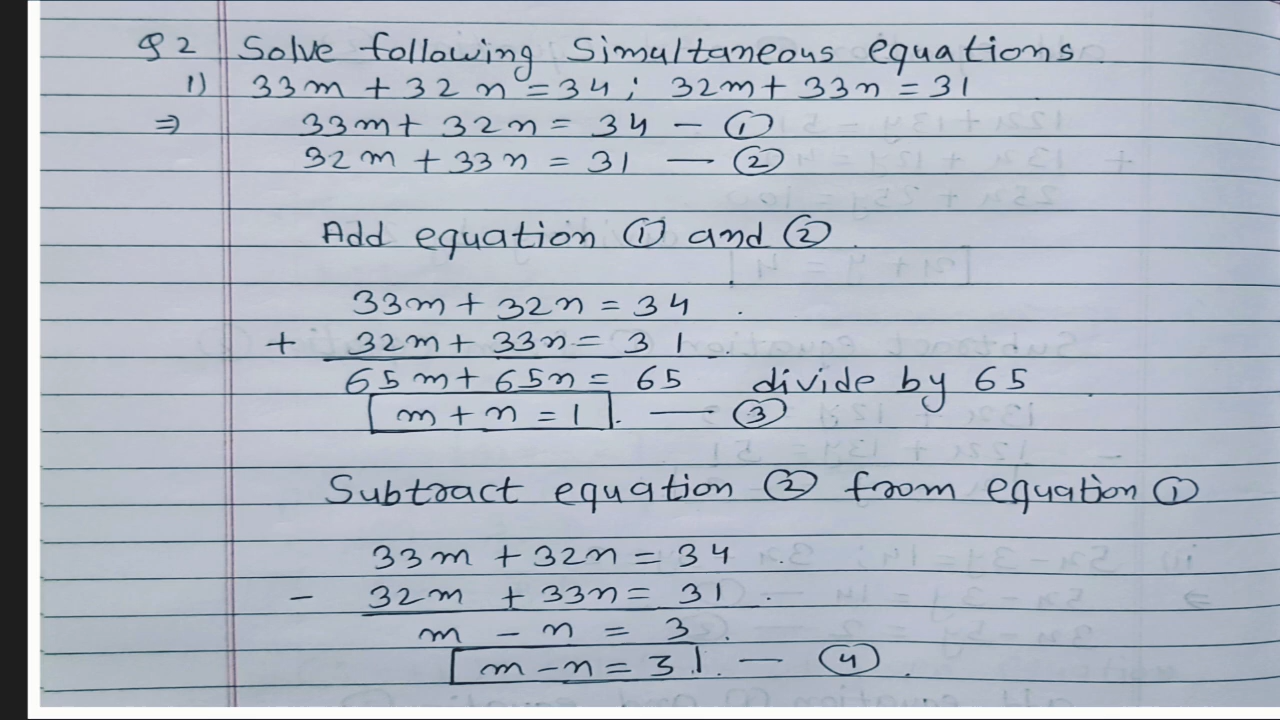 Q 2 Solve following Simultaneous equations
1) 33m + 32n = 34 ; 32m + 33n = 31
⇒ 33m + 32n = 34 — ①
32m + 33n = 31 — ②
Add equation ① and ②.
33m + 32n = 34
+ 32m + 33n = 31
65m + 65n = 65 divide by 65
m + n = 1 — ③
Subtract equation ② from equation ①
33m + 32n = 34
- 32m + 33n = 31
m - n = 3
m - n = 3 — ④